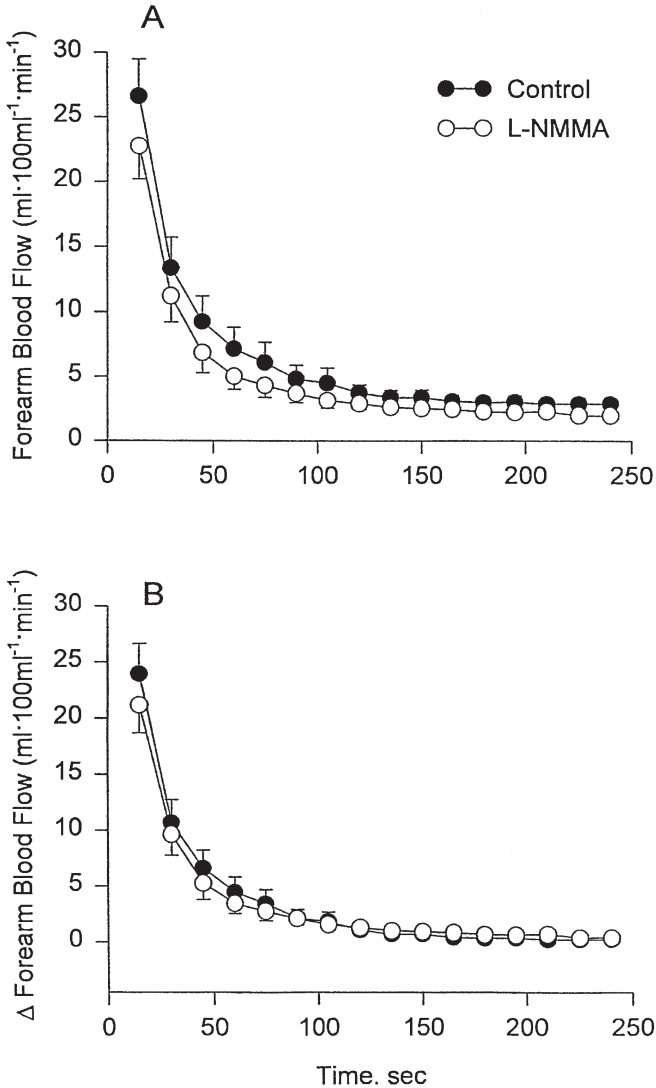 A
Forearm Blood Flow (ml·100ml⁻¹·min⁻¹)
30
25
20
15
10
5
0
Control
L-NMMA
0 50 100 150 200 250
B
Δ Forearm Blood Flow (ml·100ml⁻¹·min⁻¹)
30
25
20
15
10
5
0
0 50 100 150 200 250
Time. sec